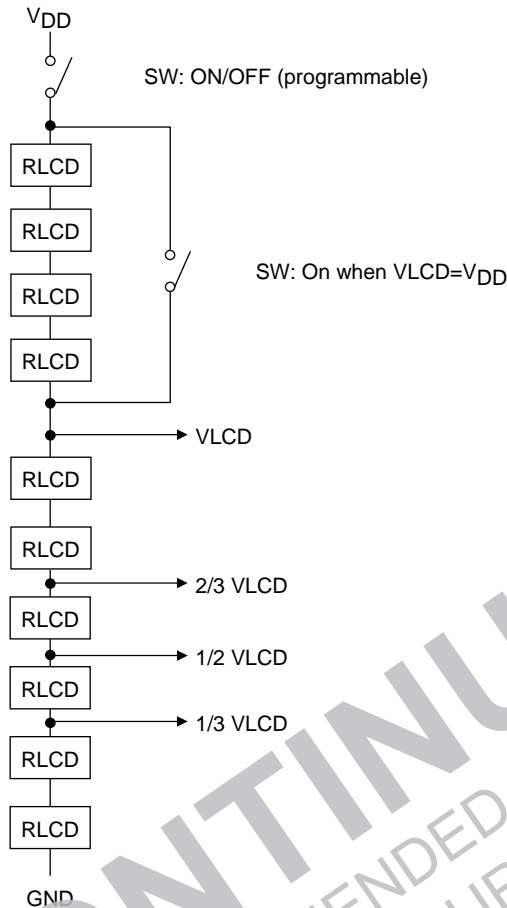 VDD
SW: ON/OFF (programmable)
RLCD
RLCD
RLCD
SW: On when VLCD=VDD
RLCD
VLCD
RLCD
RLCD
2/3 VLCD
RLCD
1/2 VLCD
RLCD
1/3 VLCD
RLCD
RLCD
GND